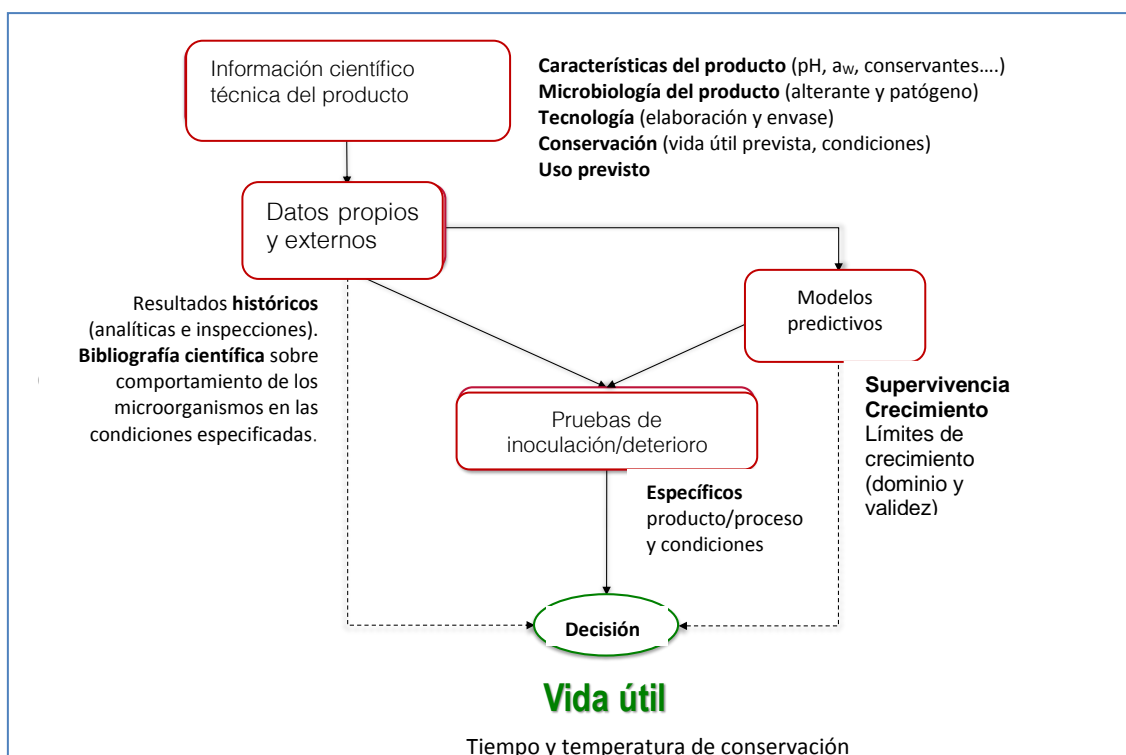 Información científico
técnica del producto
Características del producto (pH, aw, conservantes....)
Microbiología del producto (alterante y patógeno)
Tecnología (elaboración y envase)
Conservación (vida útil prevista, condiciones)
Uso previsto
Datos propios
y externos
Resultados históricos
(analíticas e inspecciones).
Bibliografía científica sobre
comportamiento de los
microorganismos en las
condiciones especificadas.
Modelos
predictivos
Supervivencia
Crecimiento
Límites de
crecimiento
(dominio y
validez)
Pruebas de
inoculación/deterioro
Específicos
producto/proceso
y condiciones
Decisión
Vida útil
Tiempo y temperatura de conservación